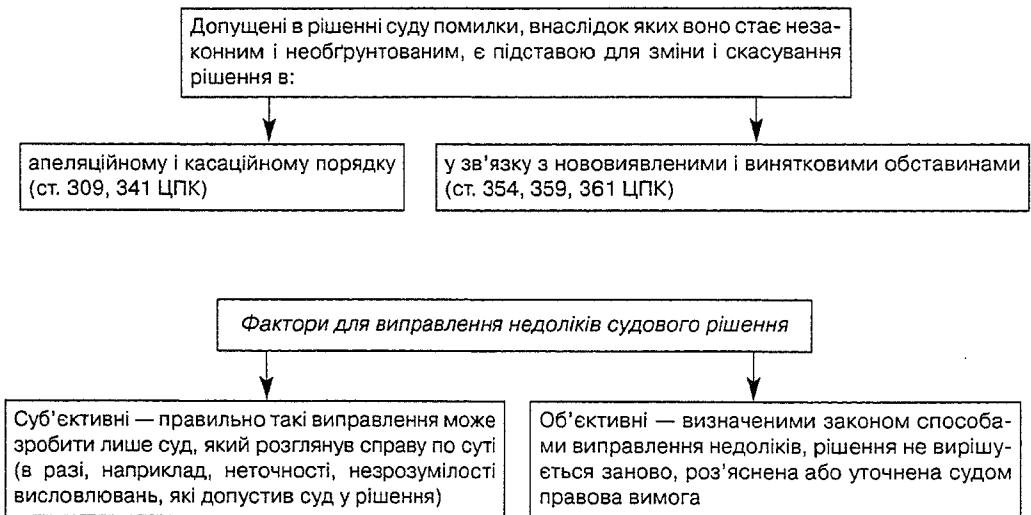 Допущені в рішенні суду помилки, внаслідок яких воно стає неза-
конним і необґрунтованим, є підставою для зміни і скасування
рішення в:
апеляційному і касаційному порядку
(ст. 309, 341 ЦПК)
у зв'язку з нововиявленими і винятковими обставинами
(ст. 354, 359, 361 ЦПК)
Фактори для виправлення недоліків судового рішення
Суб'єктивні — правильно такі виправлення може
зробити лише суд, який розглянув справу по суті
(в разі, наприклад, неточності, незрозумілості
висловлювань, які допустив суд у рішення)
Об'єктивні — визначеними законом способа-
ми виправлення недоліків, рішення не вирішу-
ється заново, роз'яснена або уточнена судом
правова вимога